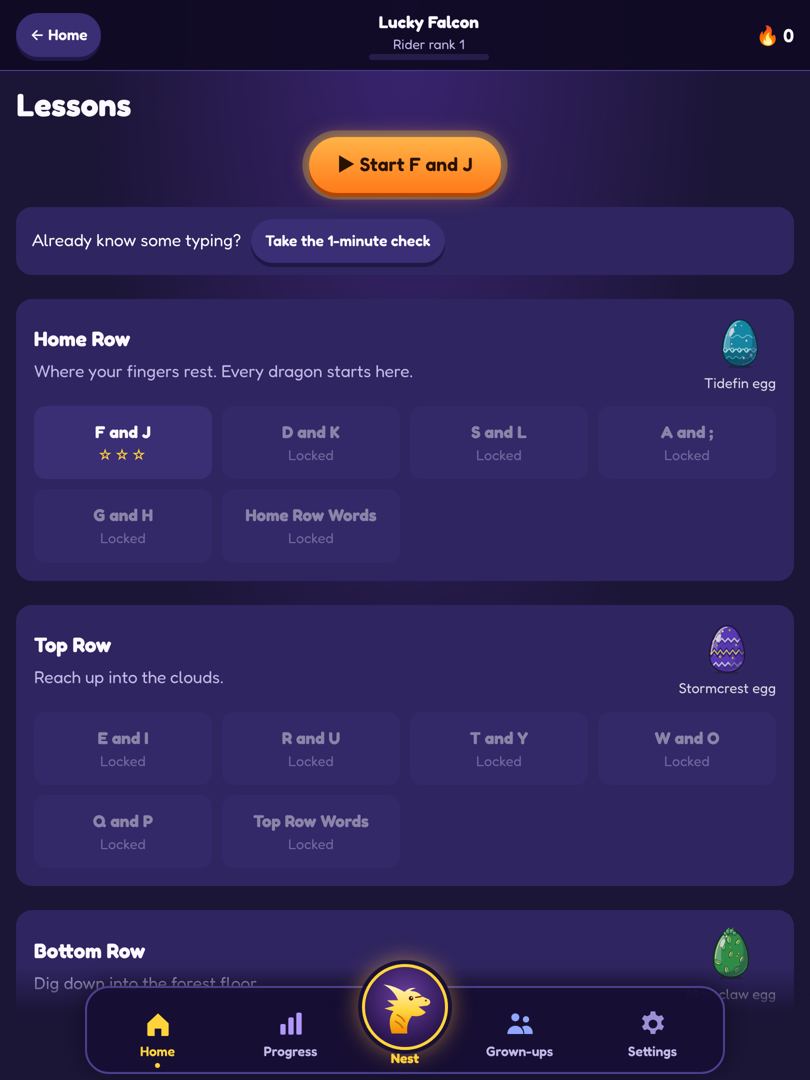 ← Home
Lucky Falcon
Rider rank 1
🔥 0
Lessons
▶ Start F and J
Already know some typing? Take the 1-minute check
Home Row
Where your fingers rest. Every dragon starts here.
Tidefin egg
F and J
☆ ☆ ☆
D and K
Locked
S and L
Locked
A and ;
Locked
G and H
Locked
Home Row Words
Locked
Top Row
Reach up into the clouds.
Stormcrest egg
E and I
Locked
R and U
Locked
T and Y
Locked
W and O
Locked
Q and P
Locked
Top Row Words
Locked
Bottom Row
Dig down into the forest floor
claw egg
Home
Progress
Nest
Grown-ups
Settings